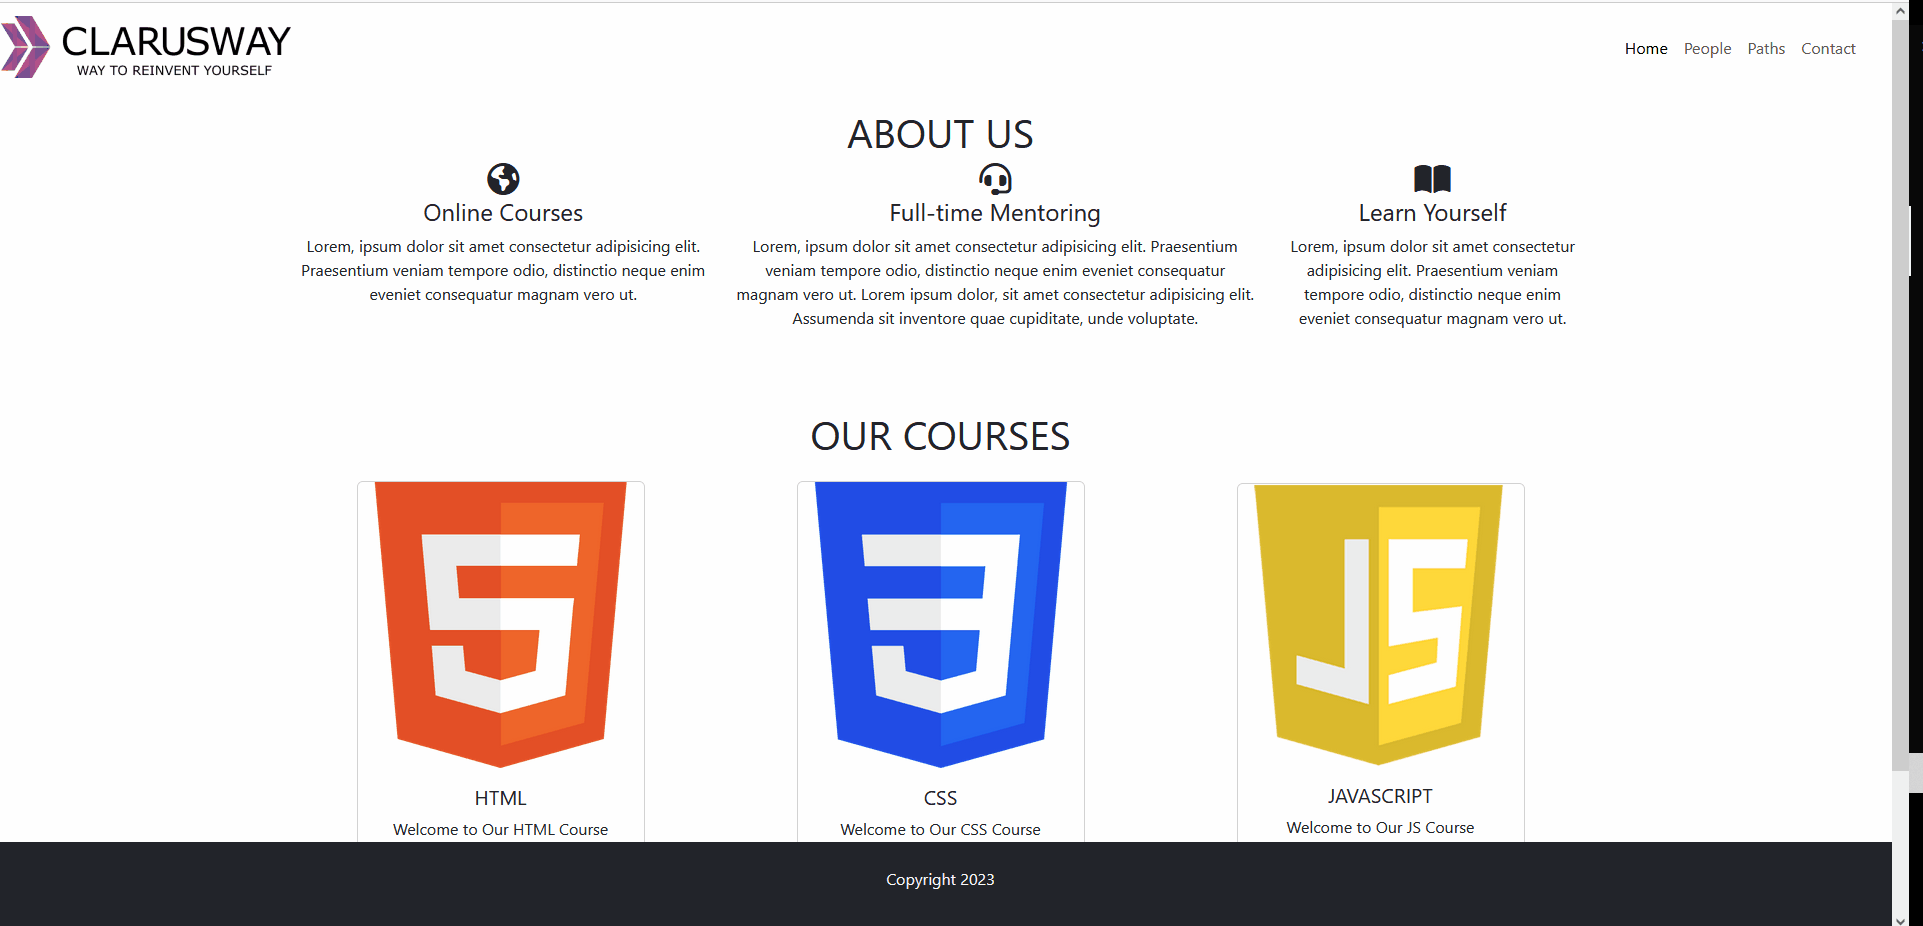 CLARUSWAY
WAY TO REINVENT YOURSELF
Home People Paths Contact
ABOUT US
Online Courses
Lorem, ipsum dolor sit amet consectetur adipisicing elit.
Praesentium veniam tempore odio, distinctio neque enim
eveniet consequatur magnam vero ut.
Full-time Mentoring
Lorem, ipsum dolor sit amet consectetur adipisicing elit. Praesentium
veniam tempore odio, distinctio neque enim eveniet consequatur
magnam vero ut. Lorem ipsum dolor, sit amet consectetur adipisicing elit.
Assumenda sit inventore quae cupiditate, unde voluptate.
Learn Yourself
Lorem, ipsum dolor sit amet consectetur
adipisicing elit. Praesentium veniam
tempore odio, distinctio neque enim
eveniet consequatur magnam vero ut.
OUR COURSES
5
HTML
Welcome to Our HTML Course
3
CSS
Welcome to Our CSS Course
JS
JAVASCRIPT
Welcome to Our JS Course
Copyright 2023